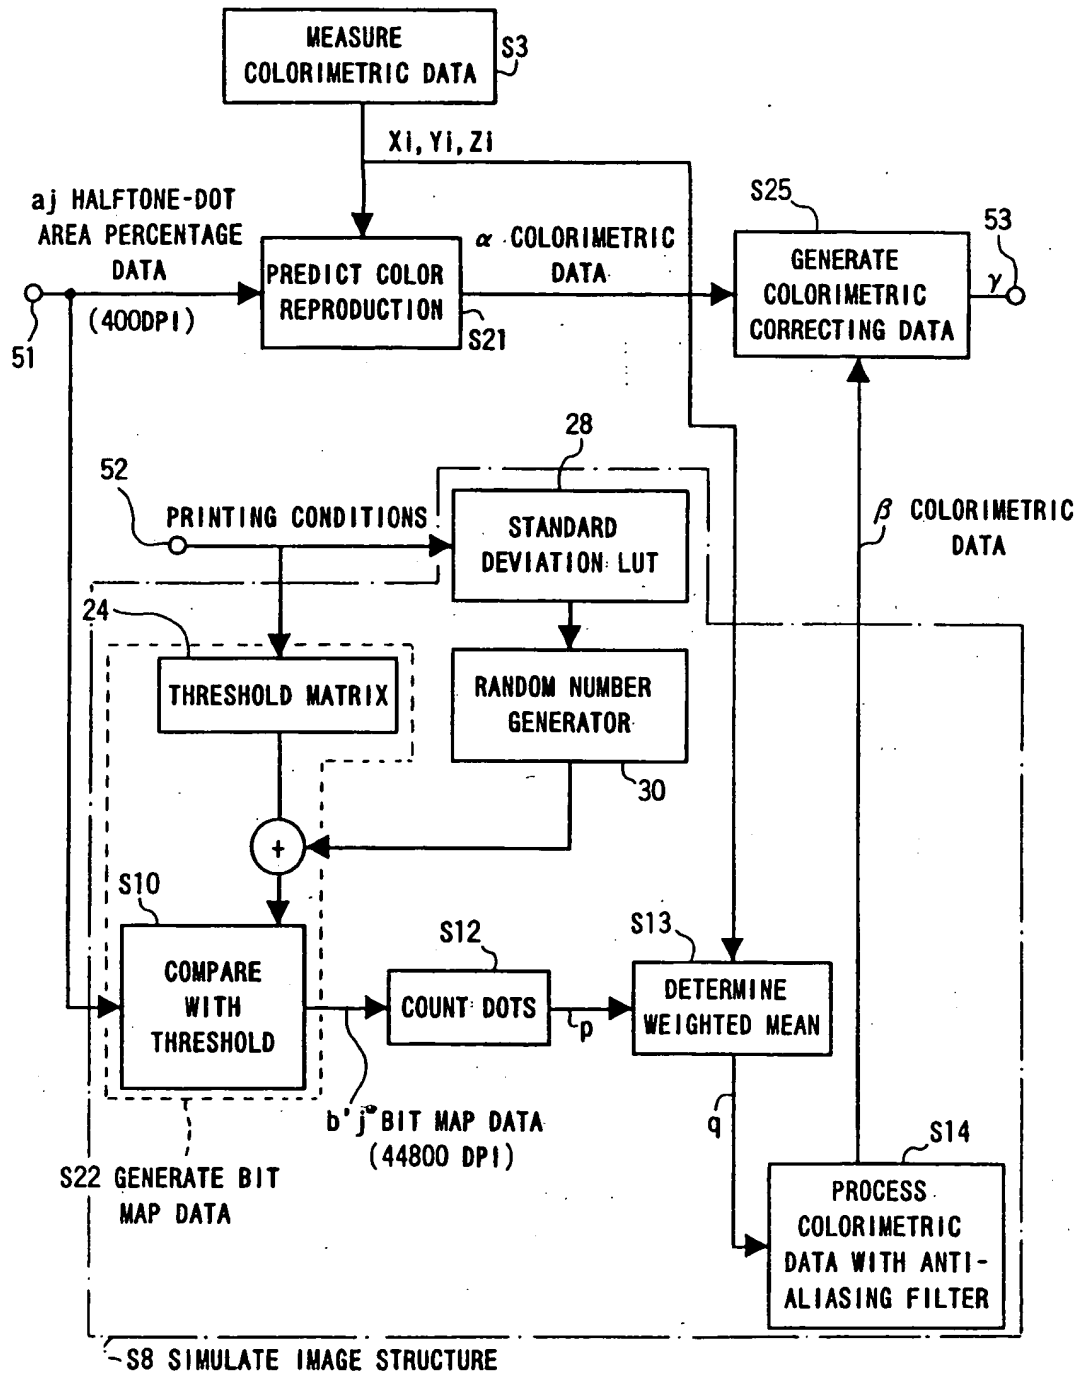 MEASURE
COLORIMETRIC DATA
S3
Xi, Yi, Zi
aj HALFTONE-DOT
AREA PERCENTAGE
DATA
(400DPI)
51
PREDICT COLOR
REPRODUCTION
S21
α COLORIMETRIC
DATA
S25
GENERATE
COLORIMETRIC
CORRECTING DATA
γ
53
52
PRINTING CONDITIONS
28
STANDARD
DEVIATION LUT
β COLORIMETRIC
DATA
24
THRESHOLD MATRIX
RANDOM NUMBER
GENERATOR
30
+
S10
COMPARE
WITH
THRESHOLD
S12
COUNT DOTS
p
S13
DETERMINE
WEIGHTED MEAN
b'j BIT MAP DATA
(44800 DPI)
q
S14
PROCESS
COLORIMETRIC
DATA WITH ANTI-
ALIASING FILTER
S22 GENERATE BIT
MAP DATA
S8 SIMULATE IMAGE STRUCTURE